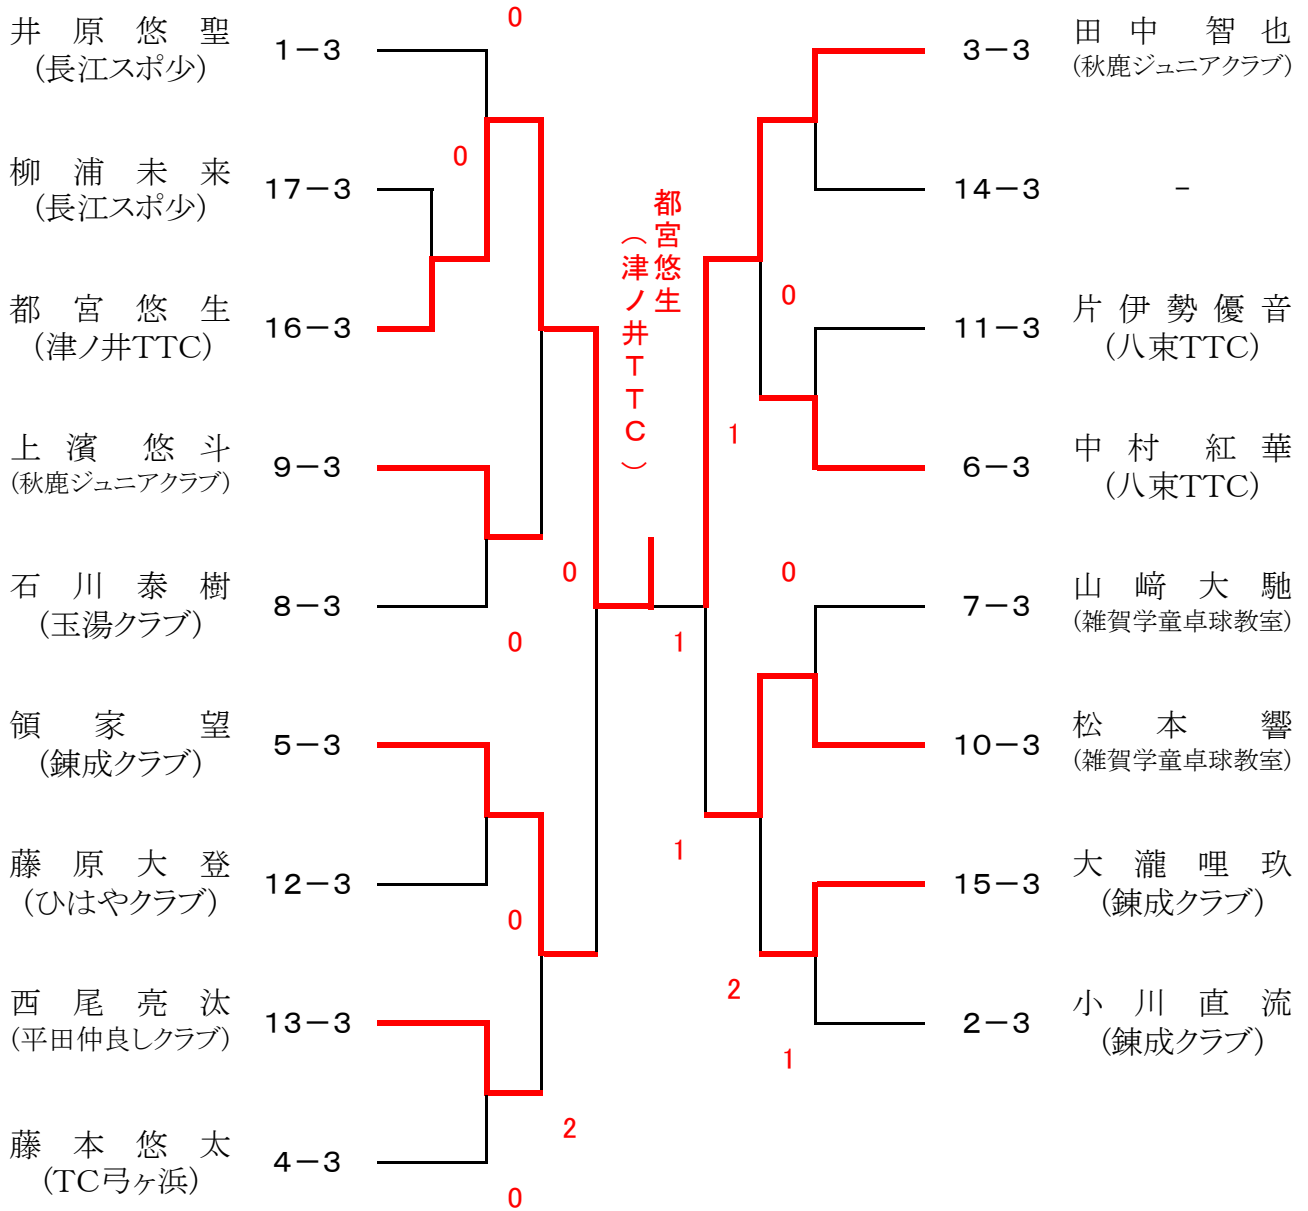 井原悠聖
(長江スポ少)
1－3
柳浦未来
(長江スポ少)
17－3
都宮悠生
(津ノ井TTC)
16－3
上濱 悠斗
(秋鹿ジュニアクラブ)
9－3
石川泰樹
(玉湯クラブ)
8－3
領家 望
(錬成クラブ)
5－3
藤原大登
(ひはやクラブ)
12－3
西尾亮汰
(平田仲良しクラブ)
13－3
藤本悠太
(TC弓ヶ浜)
4－3
0
0
0
0
0
2
0
都宮悠生
(津ノ井TTC)
1
0
1
0
1
2
1
3－3
田中 智也
(秋鹿ジュニアクラブ)
14－3
-
11－3
片伊勢優音
(八束TTC)
6－3
中村 紅華
(八束TTC)
7－3
山﨑大馳
(雑賀学童卓球教室)
10－3
松本 響
(雑賀学童卓球教室)
15－3
大瀧哩玖
(錬成クラブ)
2－3
小川直流
(錬成クラブ)